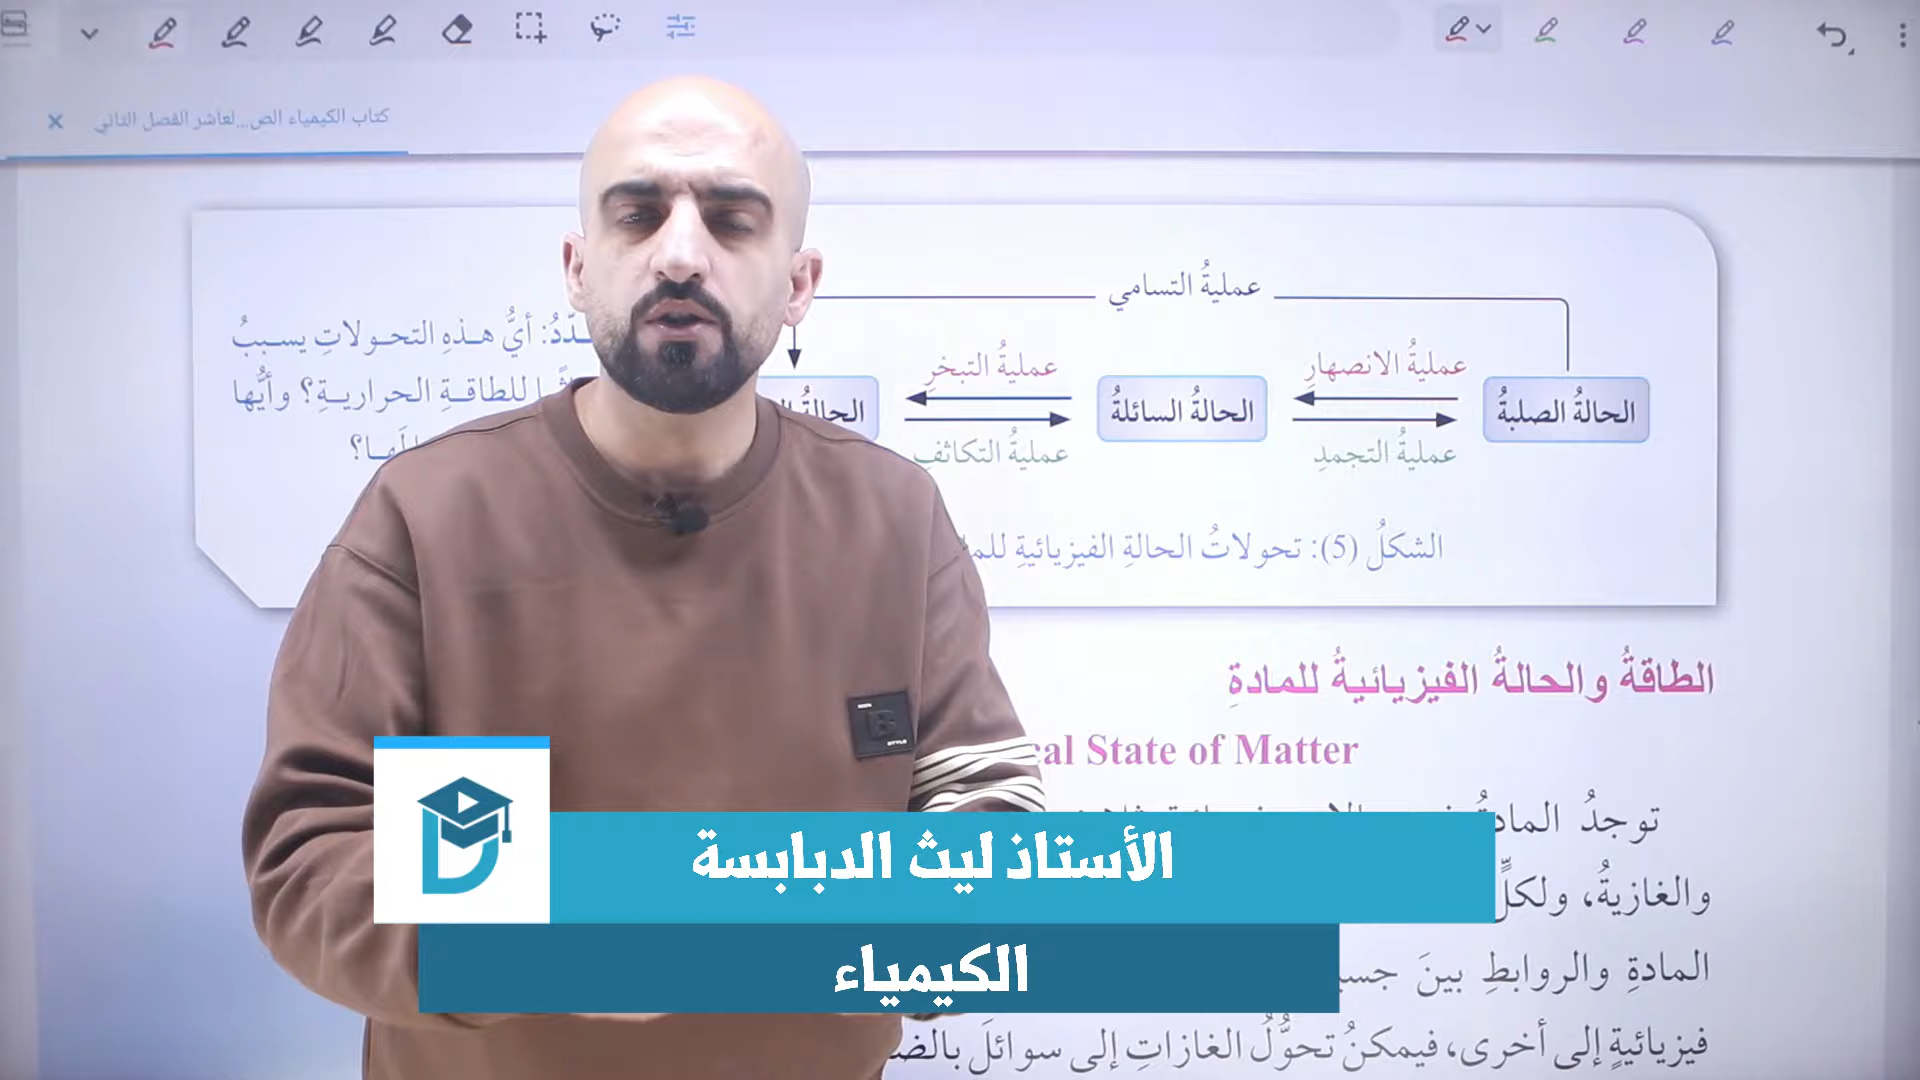 كتاب الكيمياء الص...لعاشر الفصل الثاني
عمليةُ التسامي
أيُّ هذهِ التحولاتِ يسببُ
للطاقةِ الحراريةِ؟ وأيُّها
عمليةُ الانصهارِ
عمليةُ التبخرِ
الحالةُ الصلبةُ
الحالةُ السائلةُ
الحالةُ
عمليةُ التجمدِ
عمليةُ التكاثفِ
الشكلُ (5): تحولاتُ الحالةِ الفيزيائيةِ
الطاقةُ والحالةُ الفيزيائيةُ للمادةِ
State of Matter
توجدُ
والغازيةُ، ولكلٍّ
المادةِ والروابطِ بينَ
فيزيائيةٍ إلى أخرى، فيمكنُ تحوُّلُ الغازاتِ إلى سوائلَ
الأستاذ ليث الدبابسة
الكيمياء
BEEN
STYLE